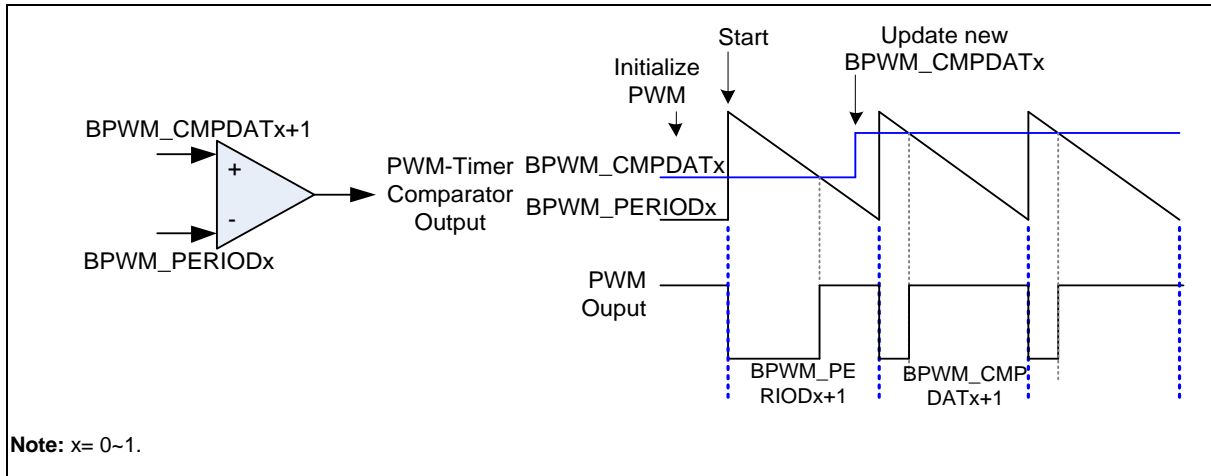 Start
Update new
BPWM_CMPDATx
Initialize
PWM
BPWM_CMPDATx+1
+
-
BPWM_PERIODx
PWM-Timer
Comparator
Output
BPWM_CMPDATx
BPWM_PERIODx
PWM
Ouput
BPWM_PE
RIODx+1
BPWM_CMP
DATx+1
Note: x= 0~1.